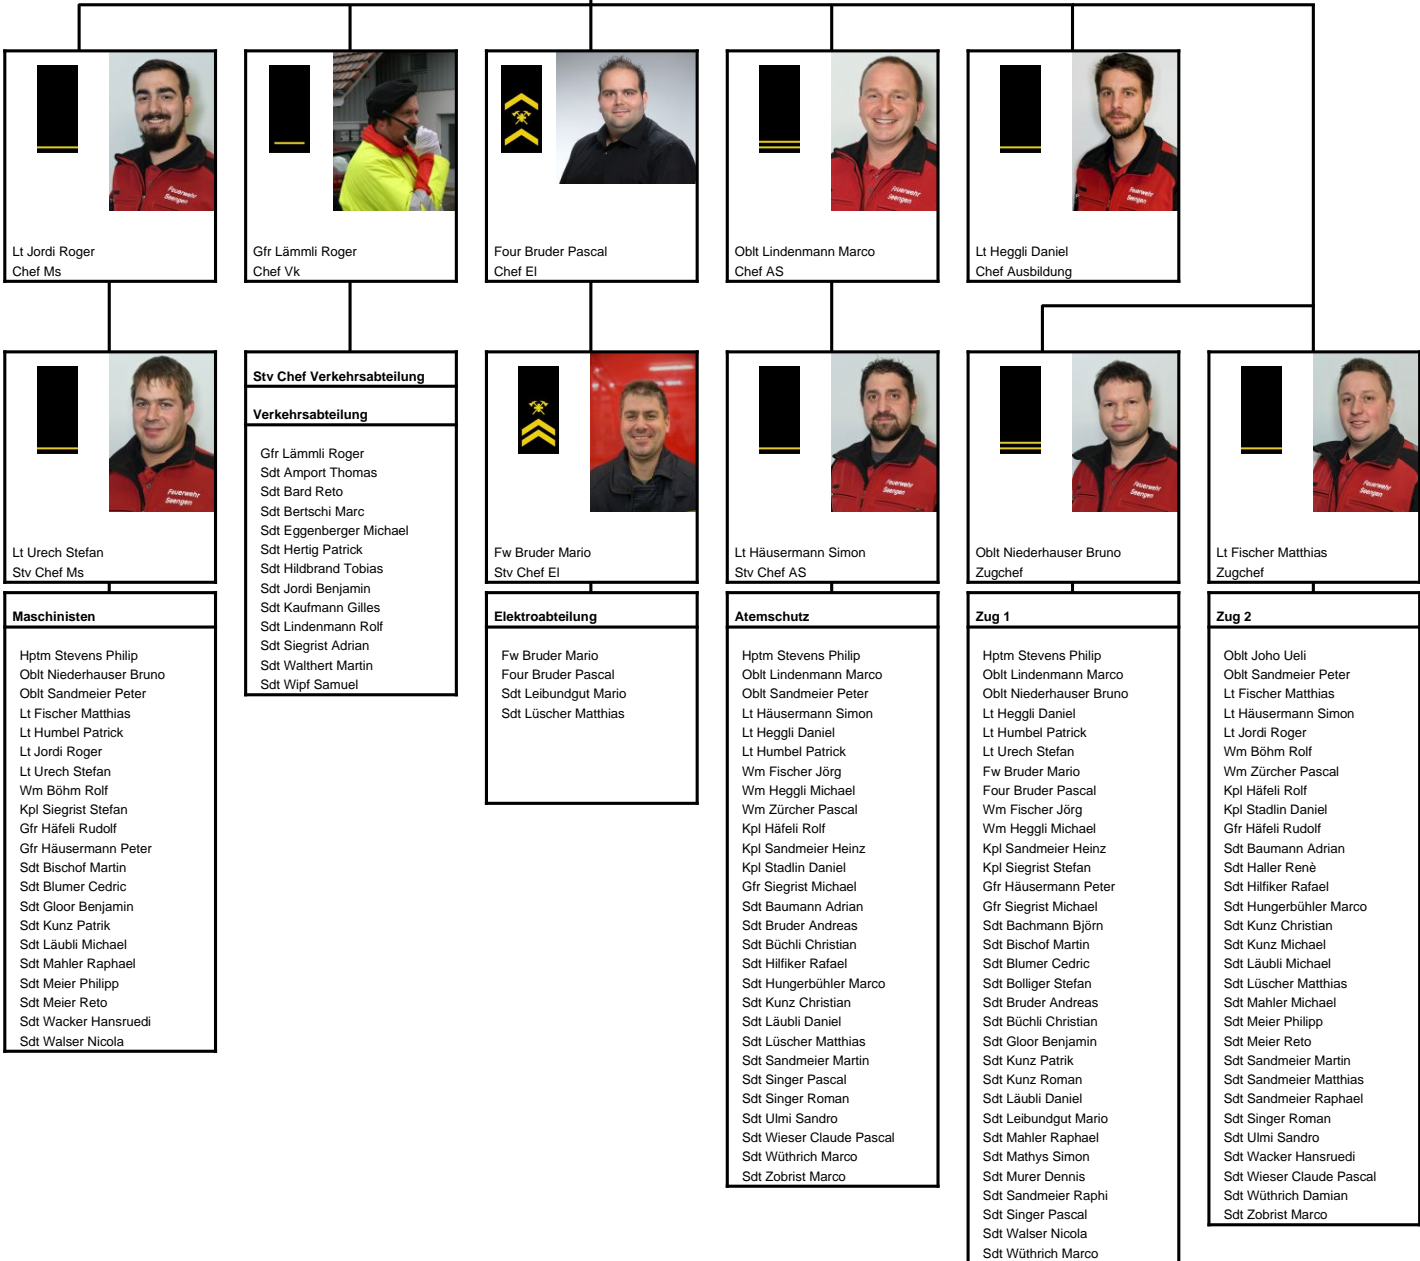 Feuerwehr
Seengen
Lt Jordi Roger
Chef Ms
Gfr Lämmli Roger
Chef Vk
Four Bruder Pascal
Chef El
Feuerwehr
Seengen
Oblt Lindenmann Marco
Chef AS
Feuerwehr
Seengen
Lt Heggli Daniel
Chef Ausbildung
Feuerwehr
Seengen
Lt Urech Stefan
Stv Chef Ms
Maschinisten
Hptm Stevens Philip
Oblt Niederhauser Bruno
Oblt Sandmeier Peter
Lt Fischer Matthias
Lt Humbel Patrick
Lt Jordi Roger
Lt Urech Stefan
Wm Böhm Rolf
Kpl Siegrist Stefan
Gfr Häfeli Rudolf
Gfr Häusermann Peter
Sdt Bischof Martin
Sdt Blumer Cedric
Sdt Gloor Benjamin
Sdt Kunz Patrik
Sdt Läubli Michael
Sdt Mahler Raphael
Sdt Meier Philipp
Sdt Meier Reto
Sdt Wacker Hansruedi
Sdt Walser Nicola
Stv Chef Verkehrsabteilung
Verkehrsabteilung
Gfr Lämmli Roger
Sdt Amport Thomas
Sdt Bard Reto
Sdt Bertschi Marc
Sdt Eggenberger Michael
Sdt Hertig Patrick
Sdt Hildbrand Tobias
Sdt Jordi Benjamin
Sdt Kaufmann Gilles
Sdt Lindenmann Rolf
Sdt Siegrist Adrian
Sdt Walthert Martin
Sdt Wipf Samuel
Fw Bruder Mario
Stv Chef El
Elektroabteilung
Fw Bruder Mario
Four Bruder Pascal
Sdt Leibundgut Mario
Sdt Lüscher Matthias
Feuerwehr
Seengen
Lt Häusermann Simon
Stv Chef AS
Atemschutz
Hptm Stevens Philip
Oblt Lindenmann Marco
Oblt Sandmeier Peter
Lt Häusermann Simon
Lt Heggli Daniel
Lt Humbel Patrick
Wm Fischer Jörg
Wm Heggli Michael
Wm Zürcher Pascal
Kpl Häfeli Rolf
Kpl Sandmeier Heinz
Kpl Stadlin Daniel
Gfr Siegrist Michael
Sdt Baumann Adrian
Sdt Bruder Andreas
Sdt Büchli Christian
Sdt Hilfiker Rafael
Sdt Hungerbühler Marco
Sdt Kunz Christian
Sdt Läubli Daniel
Sdt Lüscher Matthias
Sdt Sandmeier Martin
Sdt Singer Pascal
Sdt Singer Roman
Sdt Ulmi Sandro
Sdt Wieser Claude Pascal
Sdt Wüthrich Marco
Sdt Zobrist Marco
Feuerwehr
Seengen
Oblt Niederhauser Bruno
Zugchef
Zug 1
Hptm Stevens Philip
Oblt Lindenmann Marco
Oblt Niederhauser Bruno
Lt Heggli Daniel
Lt Humbel Patrick
Lt Urech Stefan
Fw Bruder Mario
Four Bruder Pascal
Wm Fischer Jörg
Wm Heggli Michael
Kpl Sandmeier Heinz
Kpl Siegrist Stefan
Gfr Häusermann Peter
Gfr Siegrist Michael
Sdt Bachmann Björn
Sdt Bischof Martin
Sdt Blumer Cedric
Sdt Bolliger Stefan
Sdt Bruder Andreas
Sdt Büchli Christian
Sdt Gloor Benjamin
Sdt Kunz Patrik
Sdt Kunz Roman
Sdt Läubli Daniel
Sdt Leibundgut Mario
Sdt Mahler Raphael
Sdt Mathys Simon
Sdt Murer Dennis
Sdt Sandmeier Raphi
Sdt Singer Pascal
Sdt Walser Nicola
Sdt Wüthrich Marco
Feuerwehr
Seengen
Lt Fischer Matthias
Zugchef
Zug 2
Oblt Joho Ueli
Oblt Sandmeier Peter
Lt Fischer Matthias
Lt Häusermann Simon
Lt Jordi Roger
Wm Böhm Rolf
Wm Zürcher Pascal
Kpl Häfeli Rolf
Kpl Stadlin Daniel
Gfr Häfeli Rudolf
Sdt Baumann Adrian
Sdt Haller Renè
Sdt Hilfiker Rafael
Sdt Hungerbühler Marco
Sdt Kunz Christian
Sdt Kunz Michael
Sdt Läubli Michael
Sdt Lüscher Matthias
Sdt Mahler Michael
Sdt Meier Philipp
Sdt Meier Reto
Sdt Sandmeier Martin
Sdt Sandmeier Matthias
Sdt Sandmeier Raphael
Sdt Singer Roman
Sdt Ulmi Sandro
Sdt Wacker Hansruedi
Sdt Wieser Claude Pascal
Sdt Wüthrich Damian
Sdt Zobrist Marco